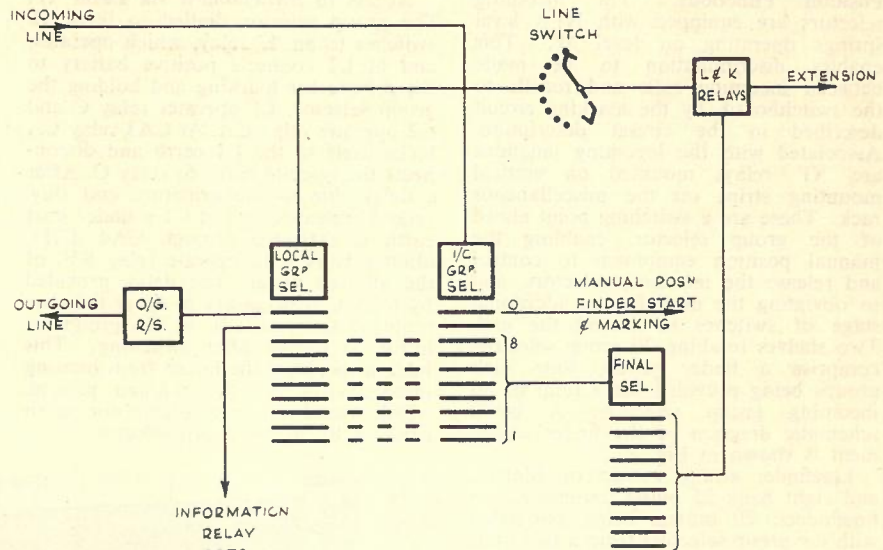 INCOMING
LINE
LINE
SWITCH
L & K
RELAYS
EXTENSION
LOCAL
GRP
SEL.
I/C
GRP.
SEL.
OUTGOING
LINE
O/G.
R/S.
O
MANUAL POSN
FINDER START
& MARKING
8
FINAL
SEL.
1
INFORMATION
RELAY